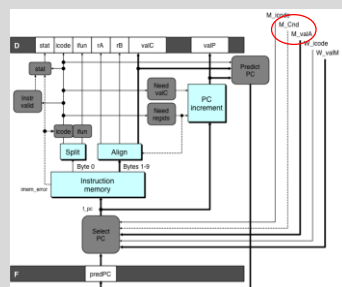 M_icode
M_Cnd
M_valA
W_icode
W_valM
D stat icode ifun rA rB valC valP
Predict
PC
stat
Instr
valid
Need
valC
Need
regids
PC
increment
icode ifun
Split
Align
Byte 0
Bytes 1-9
Instruction
memory
imem_error
f_pc
Select
PC
F predPC